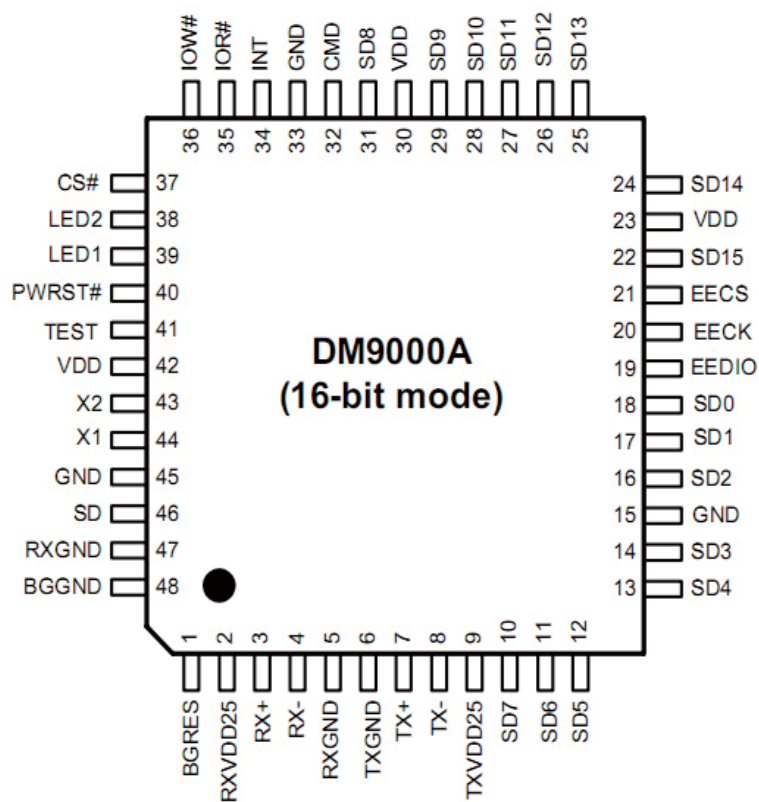 IOW# IOR# INT GND CMD SD8 VDD SD9 SD10 SD11 SD12 SD13
36 35 34 33 32 31 30 29 28 27 26 25
CS# 37 24 SD14
LED2 38 23 VDD
LED1 39 22 SD15
PWRST# 40 21 EECS
TEST 41 20 EECK
VDD 42 19 EEDIO
X2 43 18 SD0
X1 44 17 SD1
GND 45 16 SD2
SD 46 15 GND
RXGND 47 14 SD3
BGGND 48 13 SD4
DM9000A
(16-bit mode)
1 2 3 4 5 6 7 8 9 10 11 12
BGRES RXVDD25 RX+ RX- RXGND TXGND TX+ TX- TXVDD25 SD7 SD6 SD5